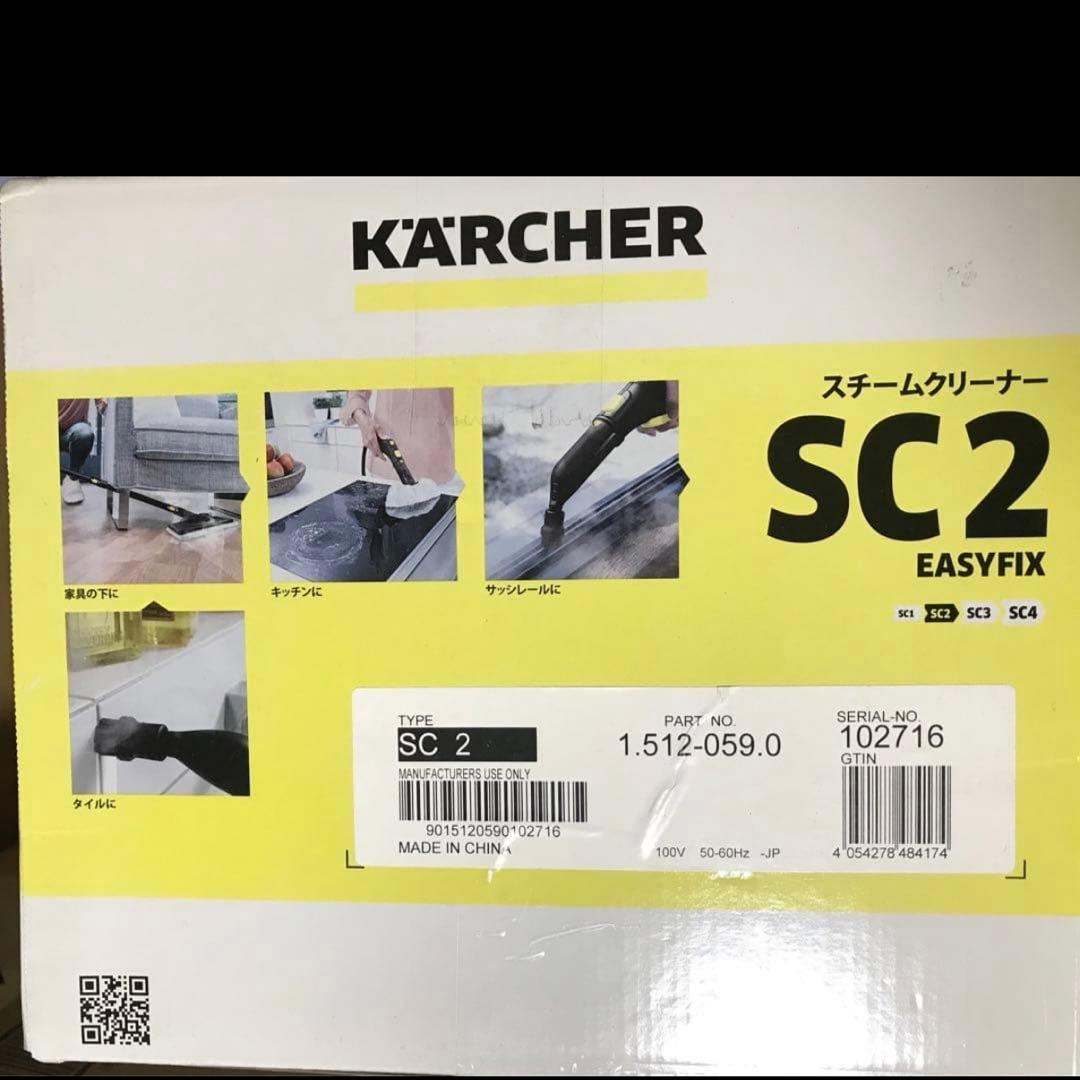 KÄRCHER
スチームクリーナー
SC 2
EASYFIX
SC1 SC2 SC3 SC4
家具の下に
キッチンに
サッシレールに
タイルに
TYPE
SC 2
MANUFACTURERS USE ONLY
9015120590102716
MADE IN CHINA
PART NO.
1.512-059.0
100V 50-60Hz -JP
SERIAL-NO.
102716
GTIN
4 054278 484174